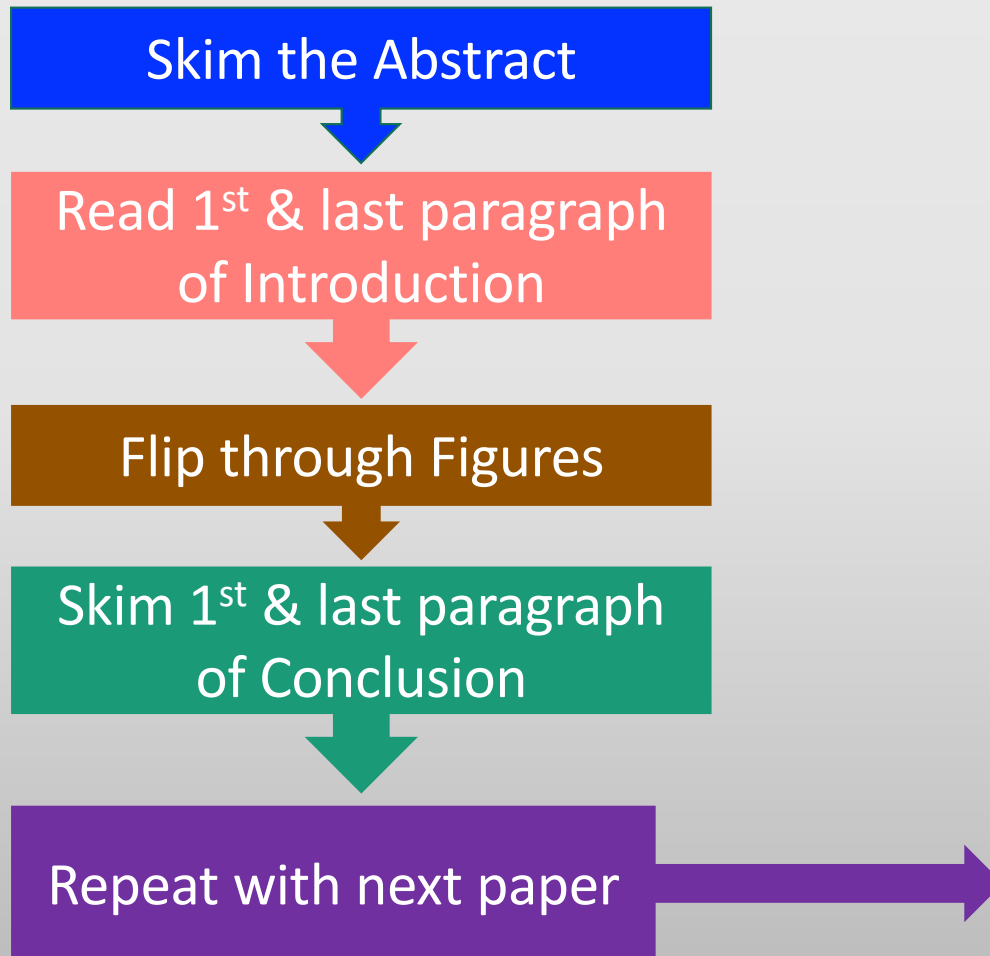 Skim the Abstract
Read 1st & last paragraph
of Introduction
Flip through Figures
Skim 1st & last paragraph
of Conclusion
Repeat with next paper